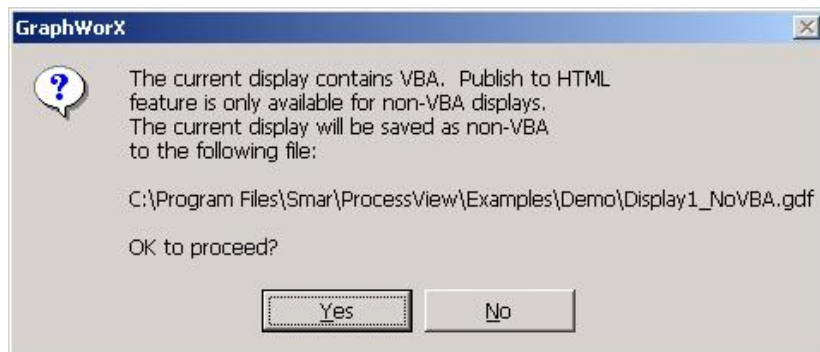 GraphWorX
The current display contains VBA.  Publish to HTML
feature is only available for non-VBA displays.
The current display will be saved as non-VBA
to the following file:
C:\Program Files\Smar\ProcessView\Examples\Demo\Display1_NoVBA.gdf
OK to proceed?
Yes No